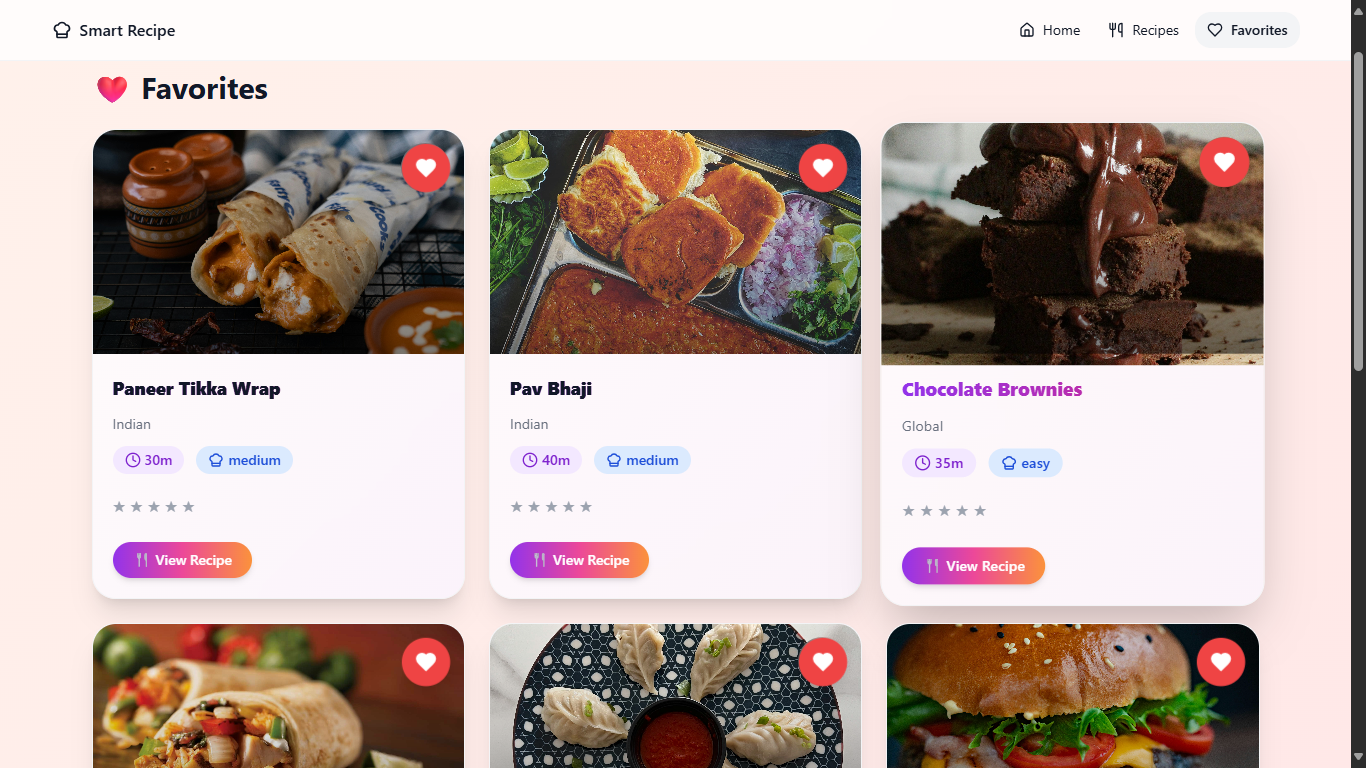 Smart Recipe
Home
Recipes
Favorites
Favorites
Paneer Tikka Wrap
Indian
30m
medium
View Recipe
Pav Bhaji
Indian
40m
medium
View Recipe
Chocolate Brownies
Global
35m
easy
View Recipe